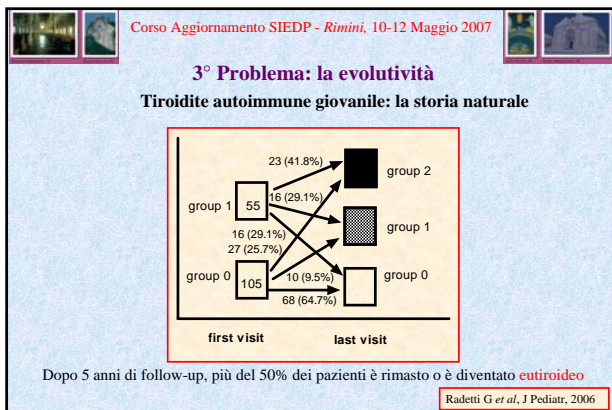 Corso Aggiornamento SIEDP - Rimini, 10-12 Maggio 2007
3° Problema: la evolutività
Tiroidite autoimmune giovanile: la storia naturale
23 (41.8%)
group 2
16 (29.1%)
group 1
55
group 1
16 (29.1%)
27 (25.7%)
group 0
105
10 (9.5%)
group 0
68 (64.7%)
first visit
last visit
Dopo 5 anni di follow-up, più del 50% dei pazienti è rimasto o è diventato eutiroideo
Radetti G et al, J Pediatr, 2006